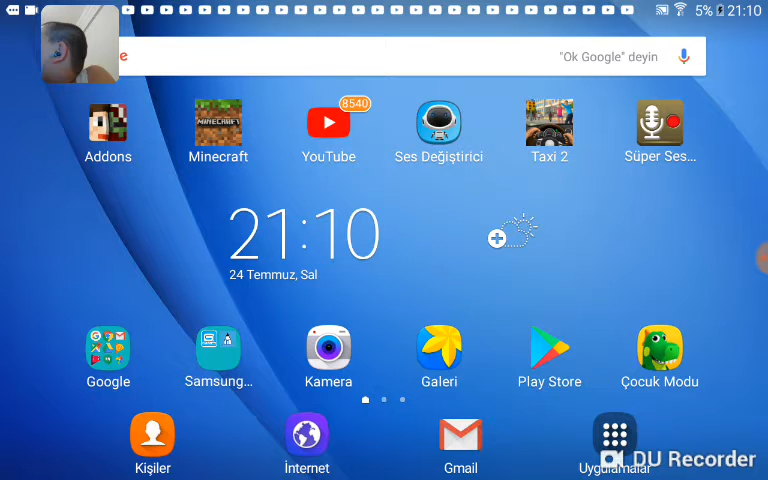 5% 21:10
e
"Ok Google" deyin
MINECRAFT
8540
Addons
Minecraft
YouTube
Ses Değiştirici
Taxi 2
Süper Ses...
21:10
24 Temmuz, Sal
Google
Samsung...
Kamera
Galeri
Play Store
Çocuk Modu
Kişiler
İnternet
Gmail
Uygulamalar
DU Recorder